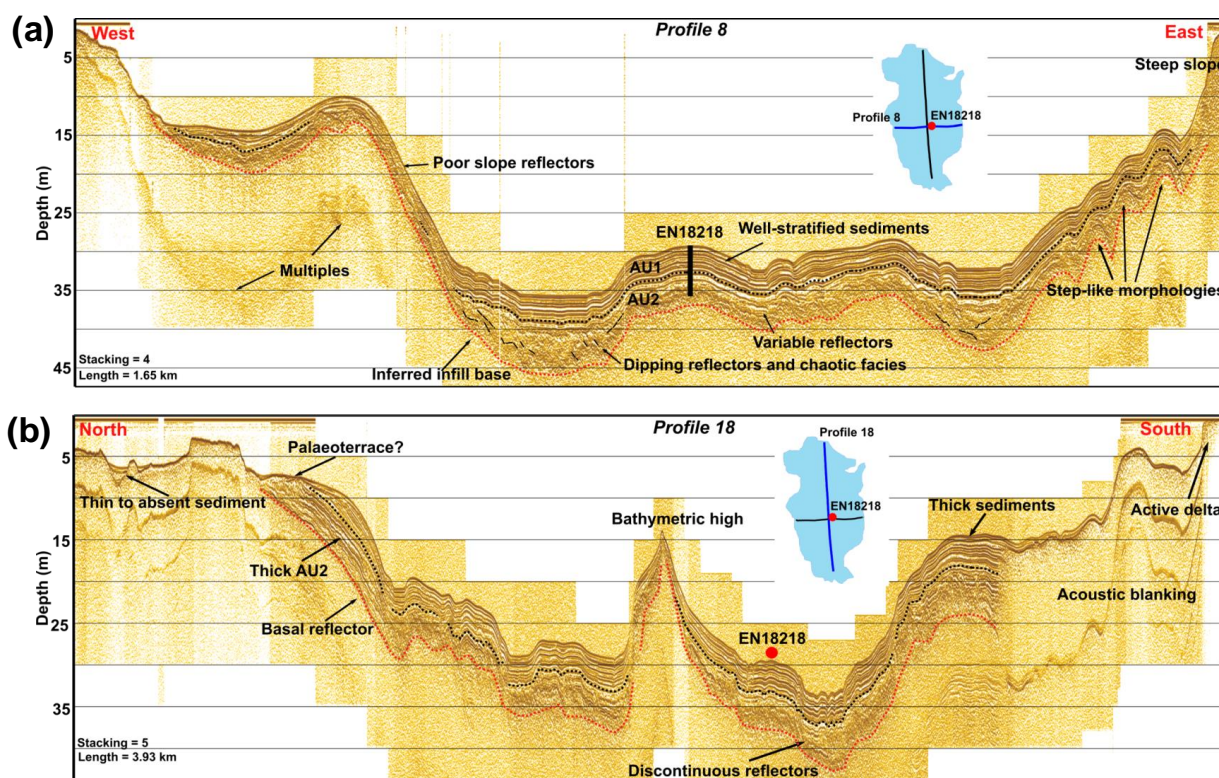 (a)
West
Profile 8
East
Steep slope
5
15
25
35
45
Depth (m)
Profile 8
EN18218
Poor slope reflectors
EN18218
Well-stratified sediments
Multiples
AU1
AU2
Step-like morphologies
Variable reflectors
Dipping reflectors and chaotic facies
Inferred infill base
Stacking = 4
Length = 1.65 km
(b)
North
Profile 18
South
Profile 18
5
15
25
35
Depth (m)
Palaeoterrace?
Thin to absent sediment
EN18218
Thick sediments
Active delta
Bathymetric high
Thick AU2
Acoustic blanking
Basal reflector
EN18218
Stacking = 5
Length = 3.93 km
Discontinuous reflectors